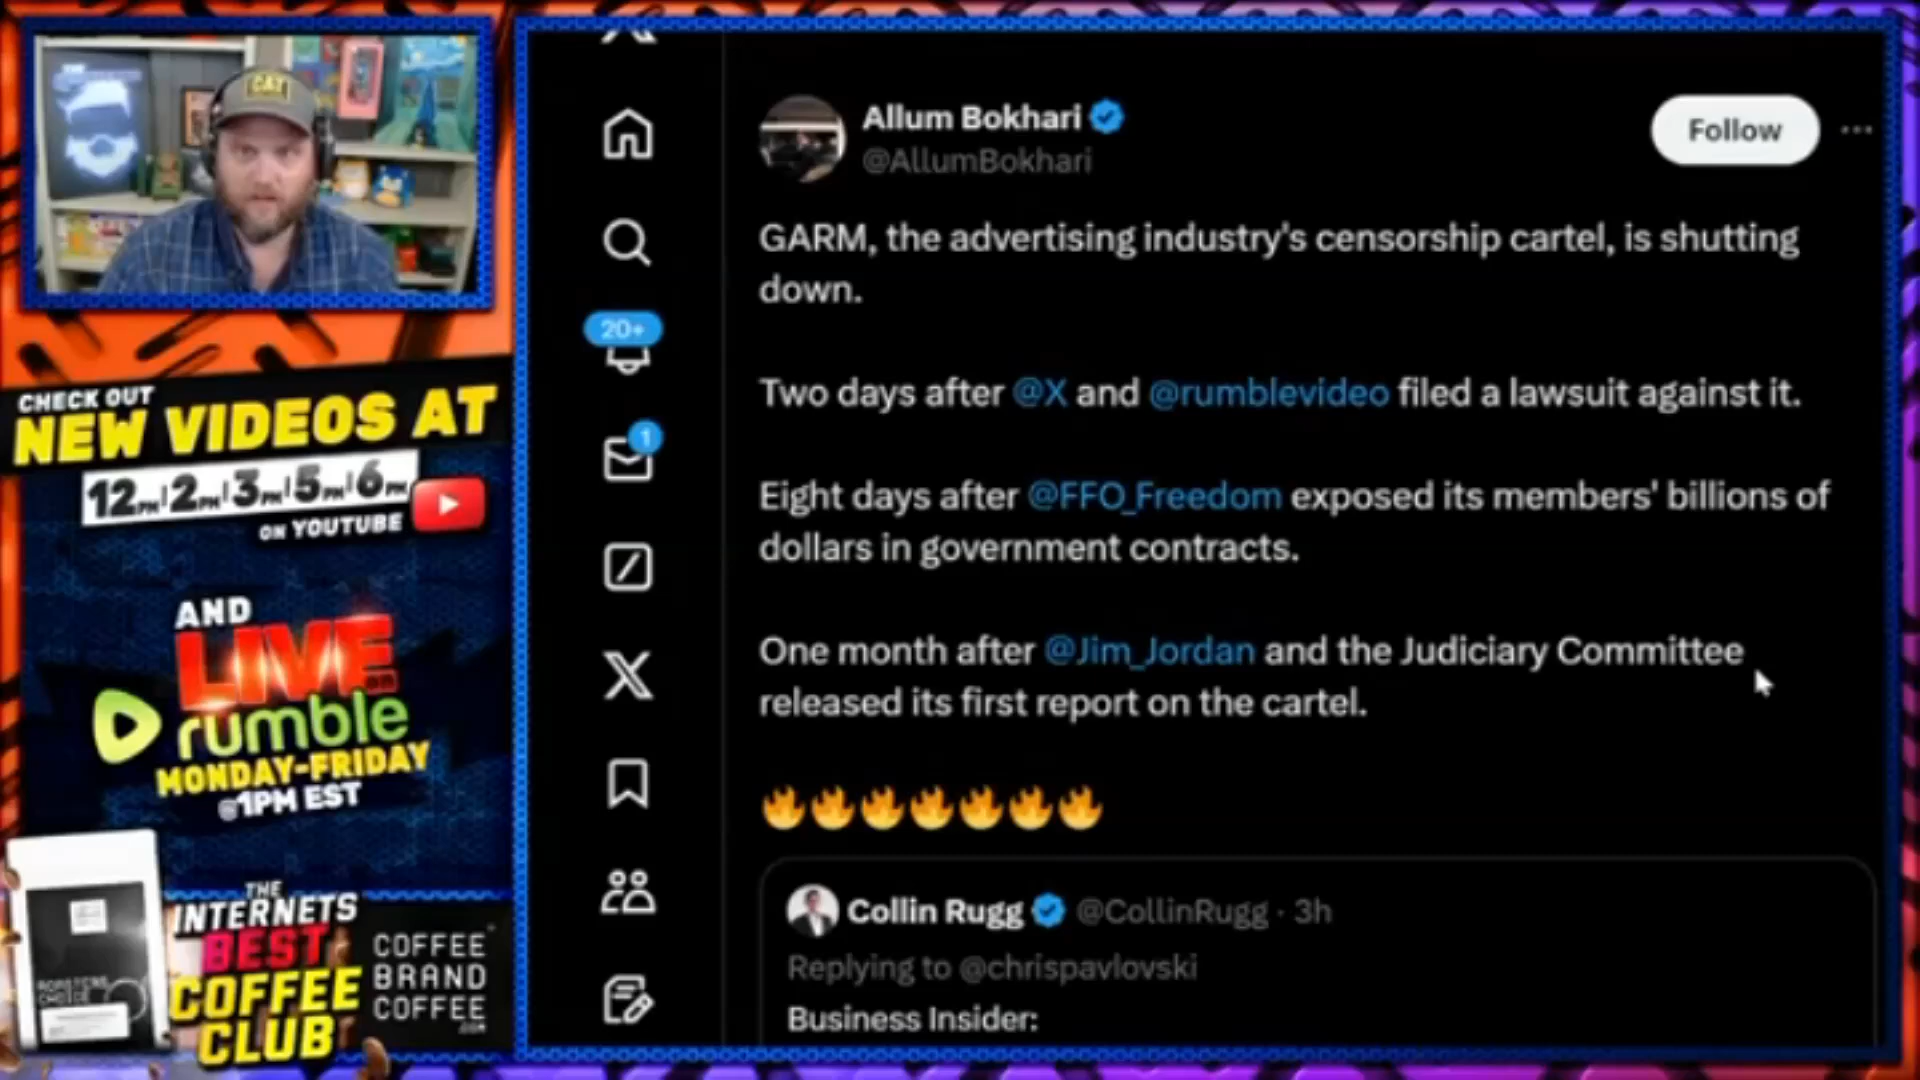 CAT
CHECK OUT
NEW VIDEOS AT
12PM|2PM|3PM|5PM|6PM
ON YOUTUBE
AND
LIVE
ON
rumble
MONDAY-FRIDAY
@1PM EST
THE
INTERNETS
BEST
COFFEE
CLUB
COFFEE
BRAND
COFFEE
.COM
Allum Bokhari
@AllumBokhari
Follow
GARM, the advertising industry's censorship cartel, is shutting
down.
Two days after @X and @rumblevideo filed a lawsuit against it.
Eight days after @FFO_Freedom exposed its members' billions of
dollars in government contracts.
One month after @Jim_Jordan and the Judiciary Committee
released its first report on the cartel.
🔥🔥🔥🔥🔥🔥🔥
20+
1
Collin Rugg @CollinRugg · 3h
Replying to @chrispavlovski
Business Insider: